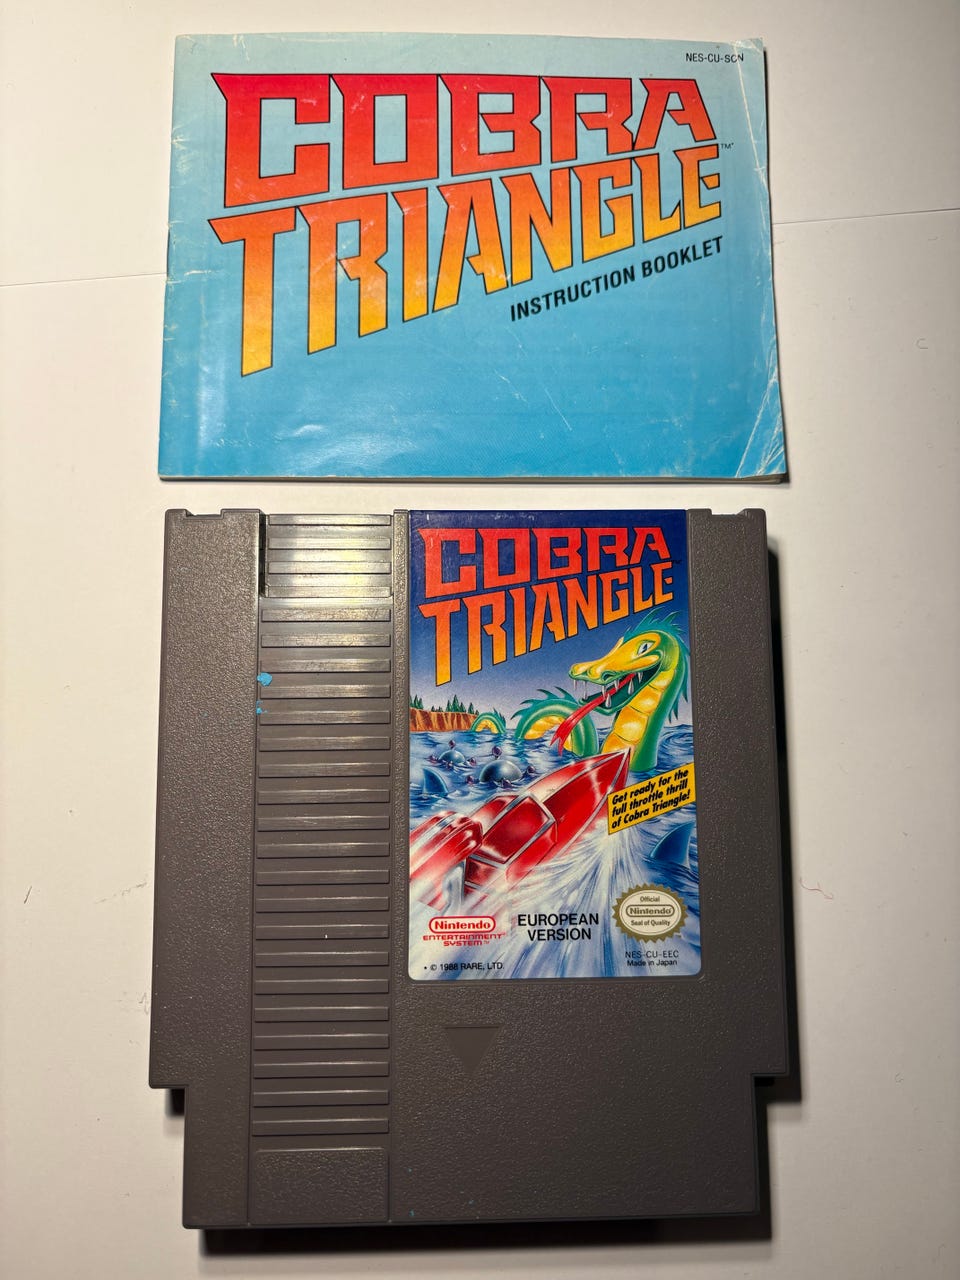 NES-CU-SCN
COBRA
TRIANGLE™
INSTRUCTION BOOKLET
COBRA
TRIANGLE™
Get ready for the
full throttle thrill
of Cobra Triangle!
Nintendo
ENTERTAINMENT
SYSTEM™
EUROPEAN
VERSION
Official
Nintendo
Seal of Quality
• © 1988 RARE, LTD.
NES-CU-EEC
Made in Japan